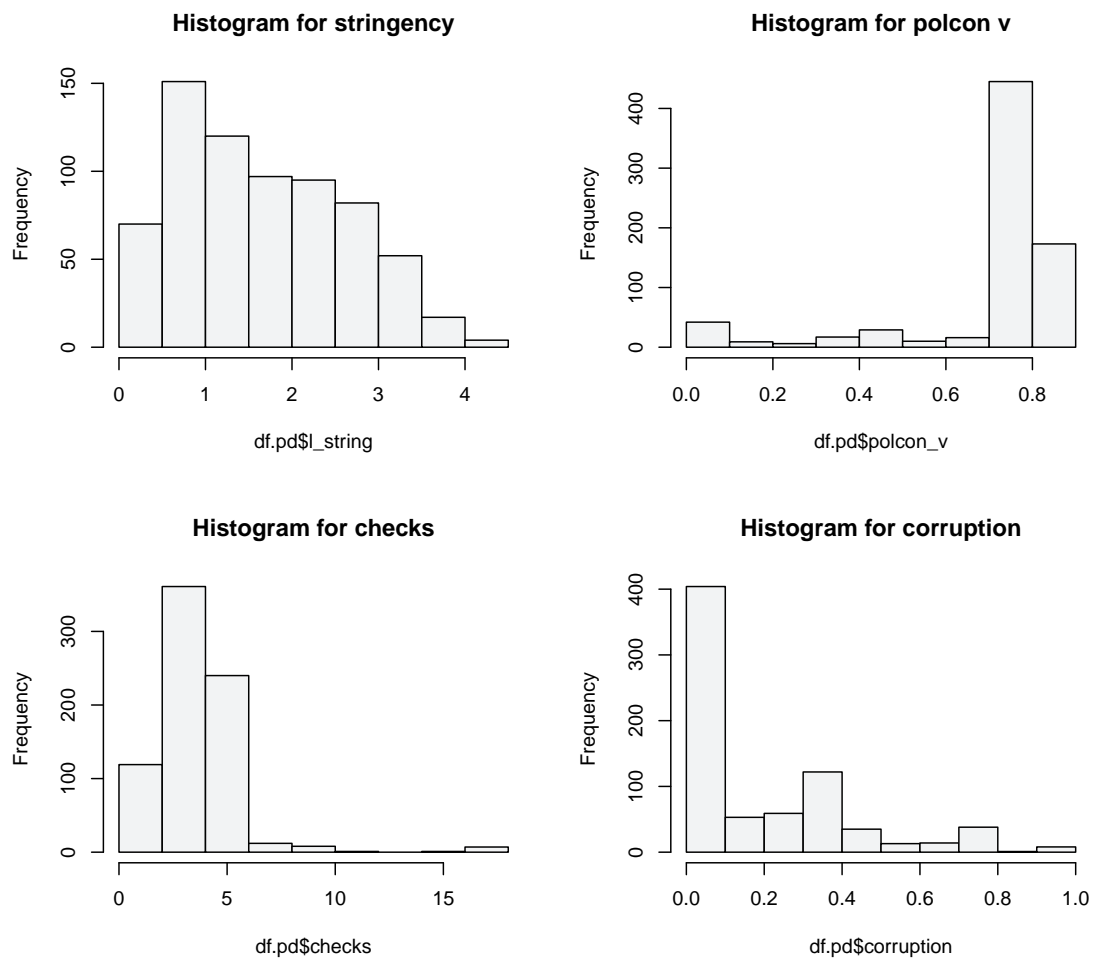 Histogram for stringency
Frequency
0 50 100 150
0 1 2 3 4
df.pd$l_string
Histogram for polcon v
Frequency
0 100 200 300 400
0.0 0.2 0.4 0.6 0.8
df.pd$polcon_v
Histogram for checks
Frequency
0 100 200 300
0 5 10 15
df.pd$checks
Histogram for corruption
Frequency
0 100 200 300 400
0.0 0.2 0.4 0.6 0.8 1.0
df.pd$corruption